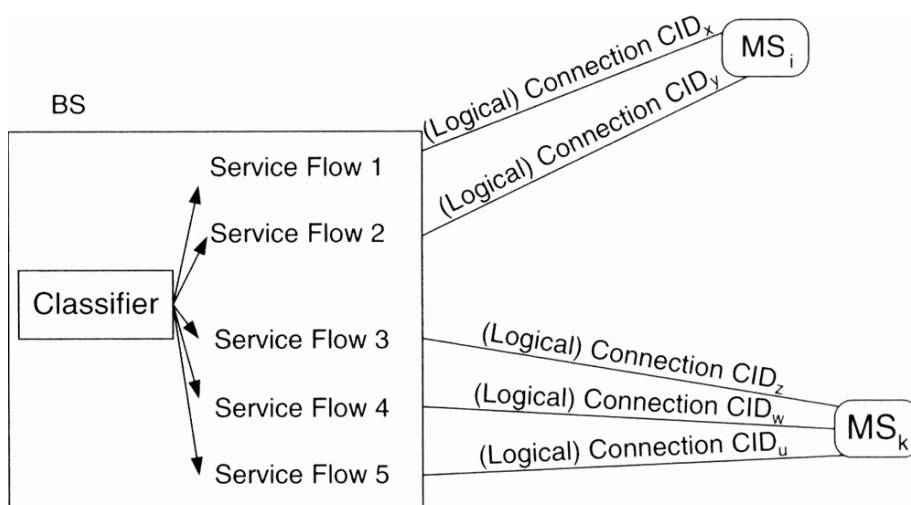 BS
Classifier
Service Flow 1
Service Flow 2
Service Flow 3
Service Flow 4
Service Flow 5
(Logical) Connection CIDx
(Logical) Connection CIDy
(Logical) Connection CIDz
(Logical) Connection CIDw
(Logical) Connection CIDu
MSi
MSk